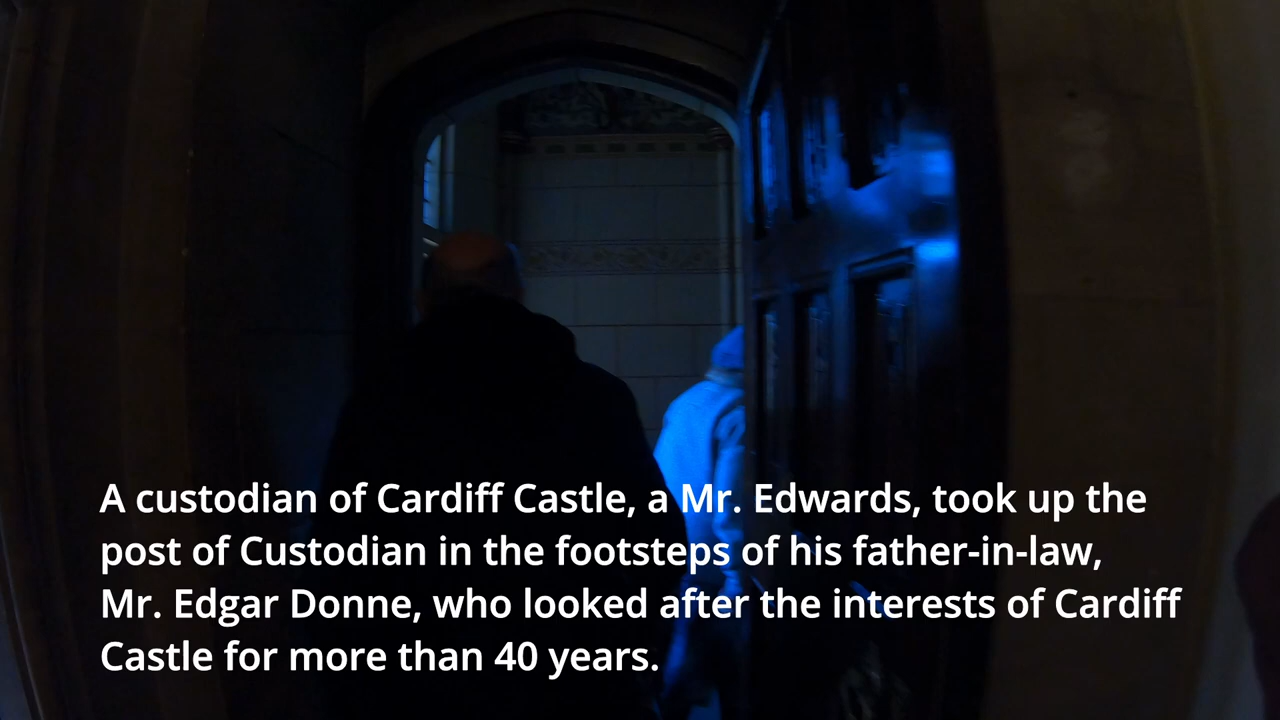 A custodian of Cardiff Castle, a Mr. Edwards, took up the
post of Custodian in the footsteps of his father-in-law,
Mr. Edgar Donne, who looked after the interests of Cardiff
Castle for more than 40 years.